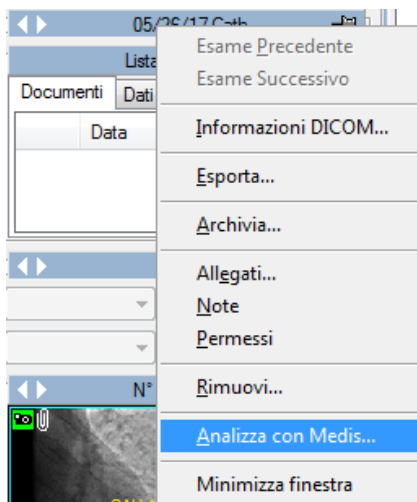 05/26/17 Cath
Lista
Documenti Dati
Data
N°
Esame Precedente
Esame Successivo
Informazioni DICOM...
Esporta...
Archivia...
Allegati...
Note
Permessi
Rimuovi...
Analizza con Medis...
Minimizza finestra